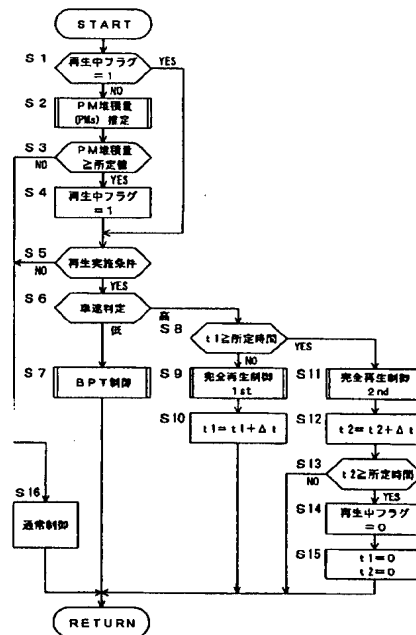 START
S1
再生中フラグ
=1
YES
NO
S2
PM堆積量
(PMs) 推定
S3
PM堆積量
≧所定値
NO
YES
S4
再生中フラグ
=1
S5
再生実施条件
NO
YES
S6
車速判定
高
低
S7
BPT制御
S8
t1≧所定時間
NO
YES
S9
完全再生制御
1st
S10
t1=t1+Δt
S11
完全再生制御
2nd
S12
t2=t2+Δt
S13
t2≧所定時間
NO
YES
S14
再生中フラグ
=0
S15
t1=0
t2=0
S16
通常制御
RETURN